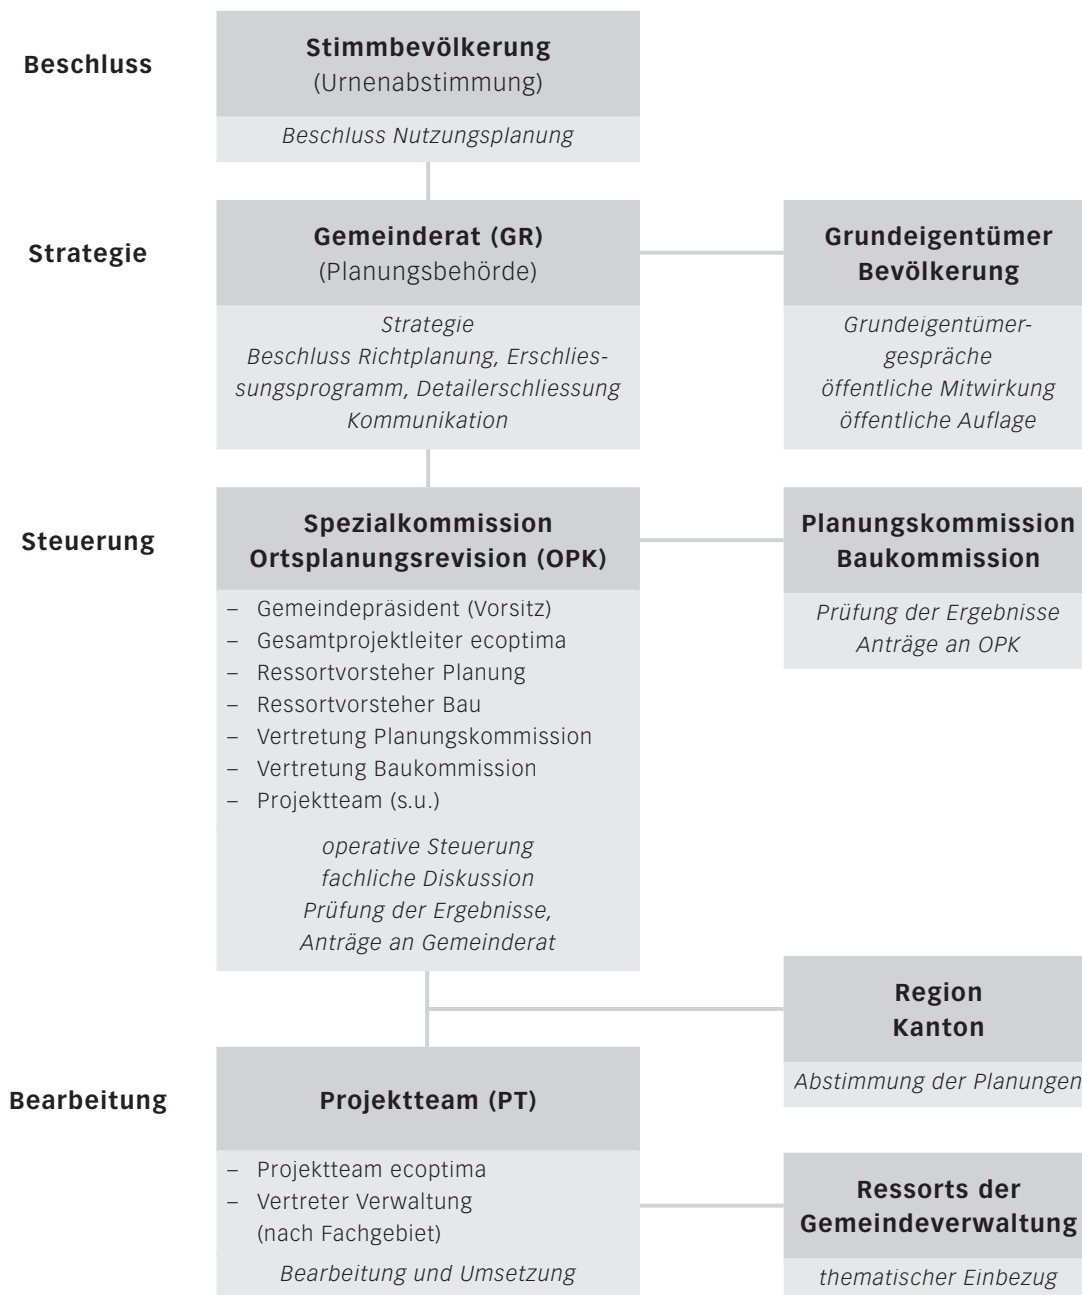 Beschluss
Stimmbevölkerung
(Urnenabstimmung)
Beschluss Nutzungsplanung
Strategie
Gemeinderat (GR)
(Planungsbehörde)
Strategie
Beschluss Richtplanung, Erschlies-
sungsprogramm, Detailerschliessung
Kommunikation
Grundeigentümer
Bevölkerung
Grundeigentümer-
gespräche
öffentliche Mitwirkung
öffentliche Auflage
Steuerung
Spezialkommission
Ortsplanungsrevision (OPK)
– Gemeindepräsident (Vorsitz)
– Gesamtprojektleiter ecoptima
– Ressortvorsteher Planung
– Ressortvorsteher Bau
– Vertretung Planungskommission
– Vertretung Baukommission
– Projektteam (s.u.)
operative Steuerung
fachliche Diskussion
Prüfung der Ergebnisse,
Anträge an Gemeinderat
Planungskommission
Baukommission
Prüfung der Ergebnisse
Anträge an OPK
Region
Kanton
Abstimmung der Planungen
Bearbeitung
Projektteam (PT)
– Projektteam ecoptima
– Vertreter Verwaltung
(nach Fachgebiet)
Bearbeitung und Umsetzung
Ressorts der
Gemeindeverwaltung
thematischer Einbezug